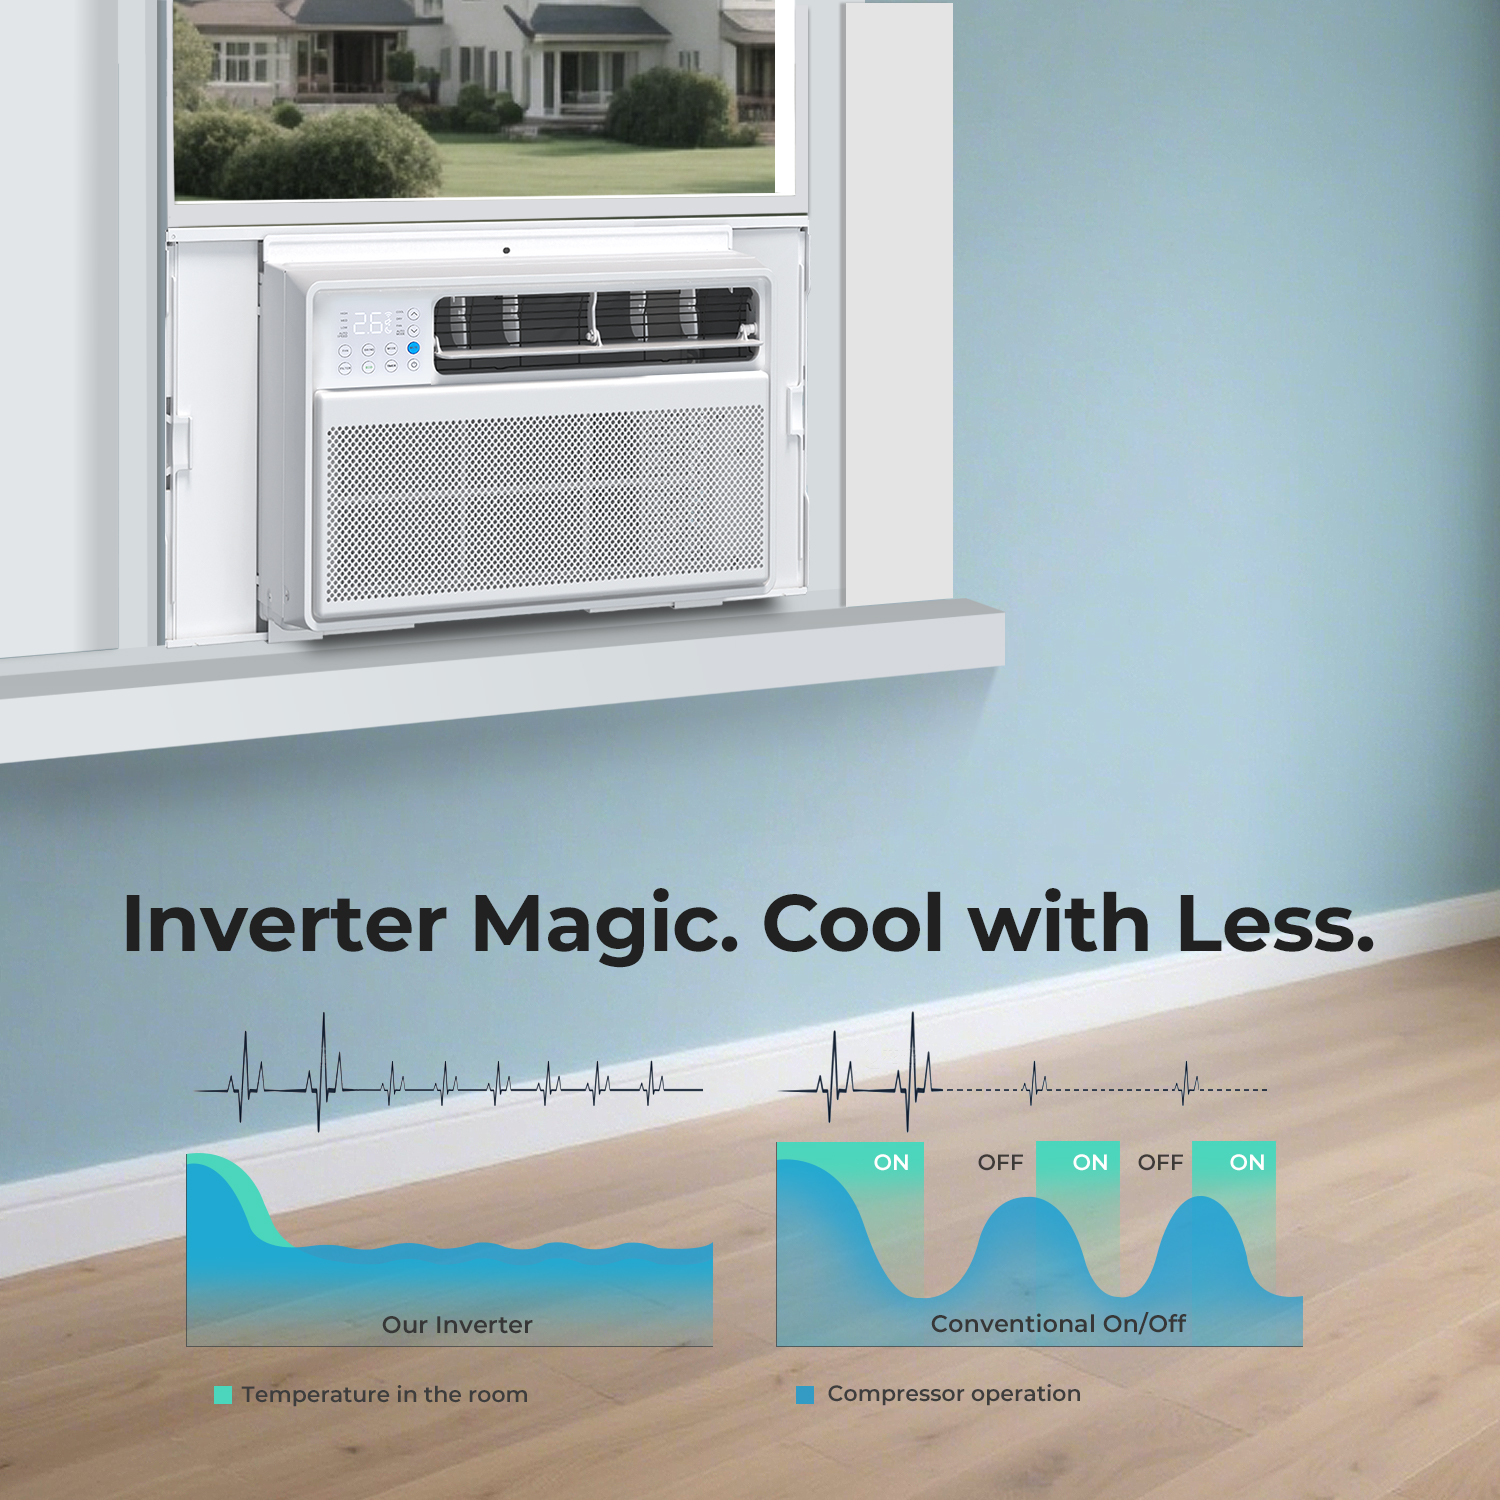 26
Inverter Magic. Cool with Less.
ON
OFF
ON
OFF
ON
Our Inverter
Conventional On/Off
Temperature in the room
Compressor operation